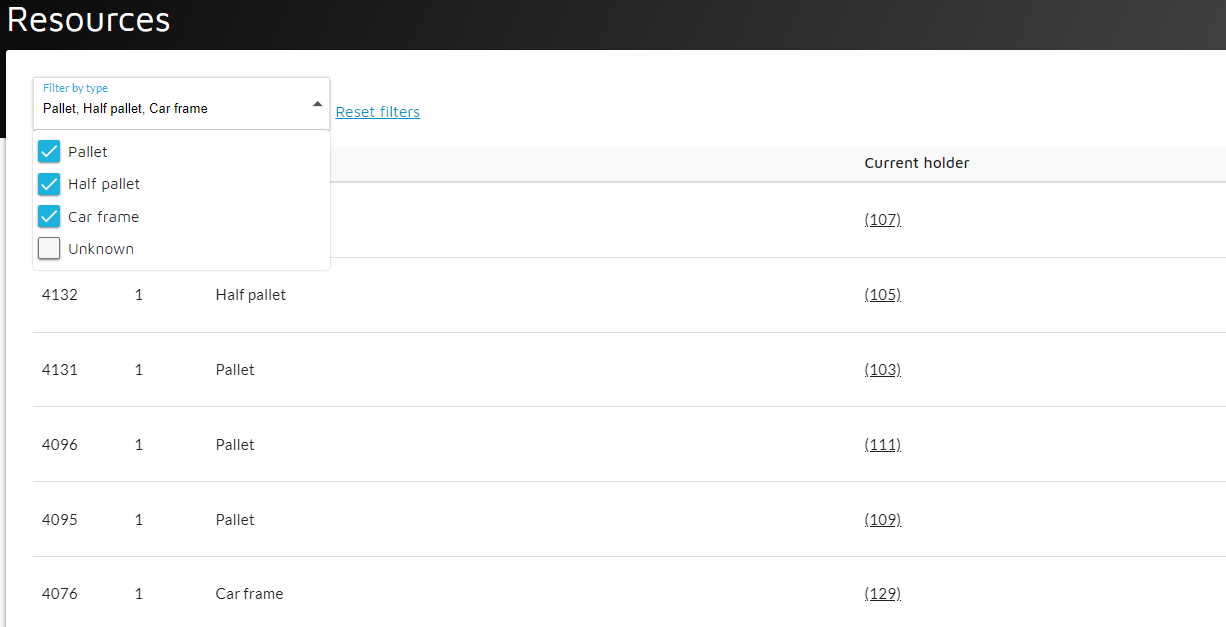 Resources
Filter by type
Pallet, Half pallet, Car frame
Reset filters
Pallet
Half pallet
Car frame
Unknown
Current holder
(107)
4132 1 Half pallet (105)
4131 1 Pallet (103)
4096 1 Pallet (111)
4095 1 Pallet (109)
4076 1 Car frame (129)